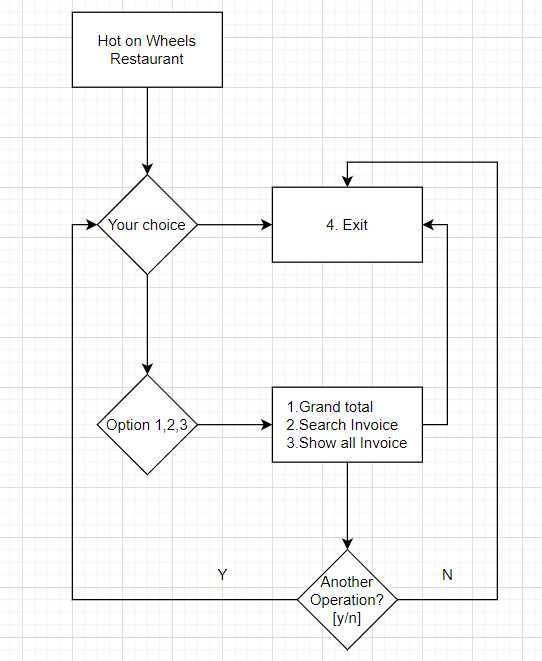 Hot on Wheels
Restaurant
Your choice
4. Exit
Option 1,2,3
1.Grand total
2.Search Invoice
3.Show all Invoice
Y
N
Another
Operation?
[y/n]